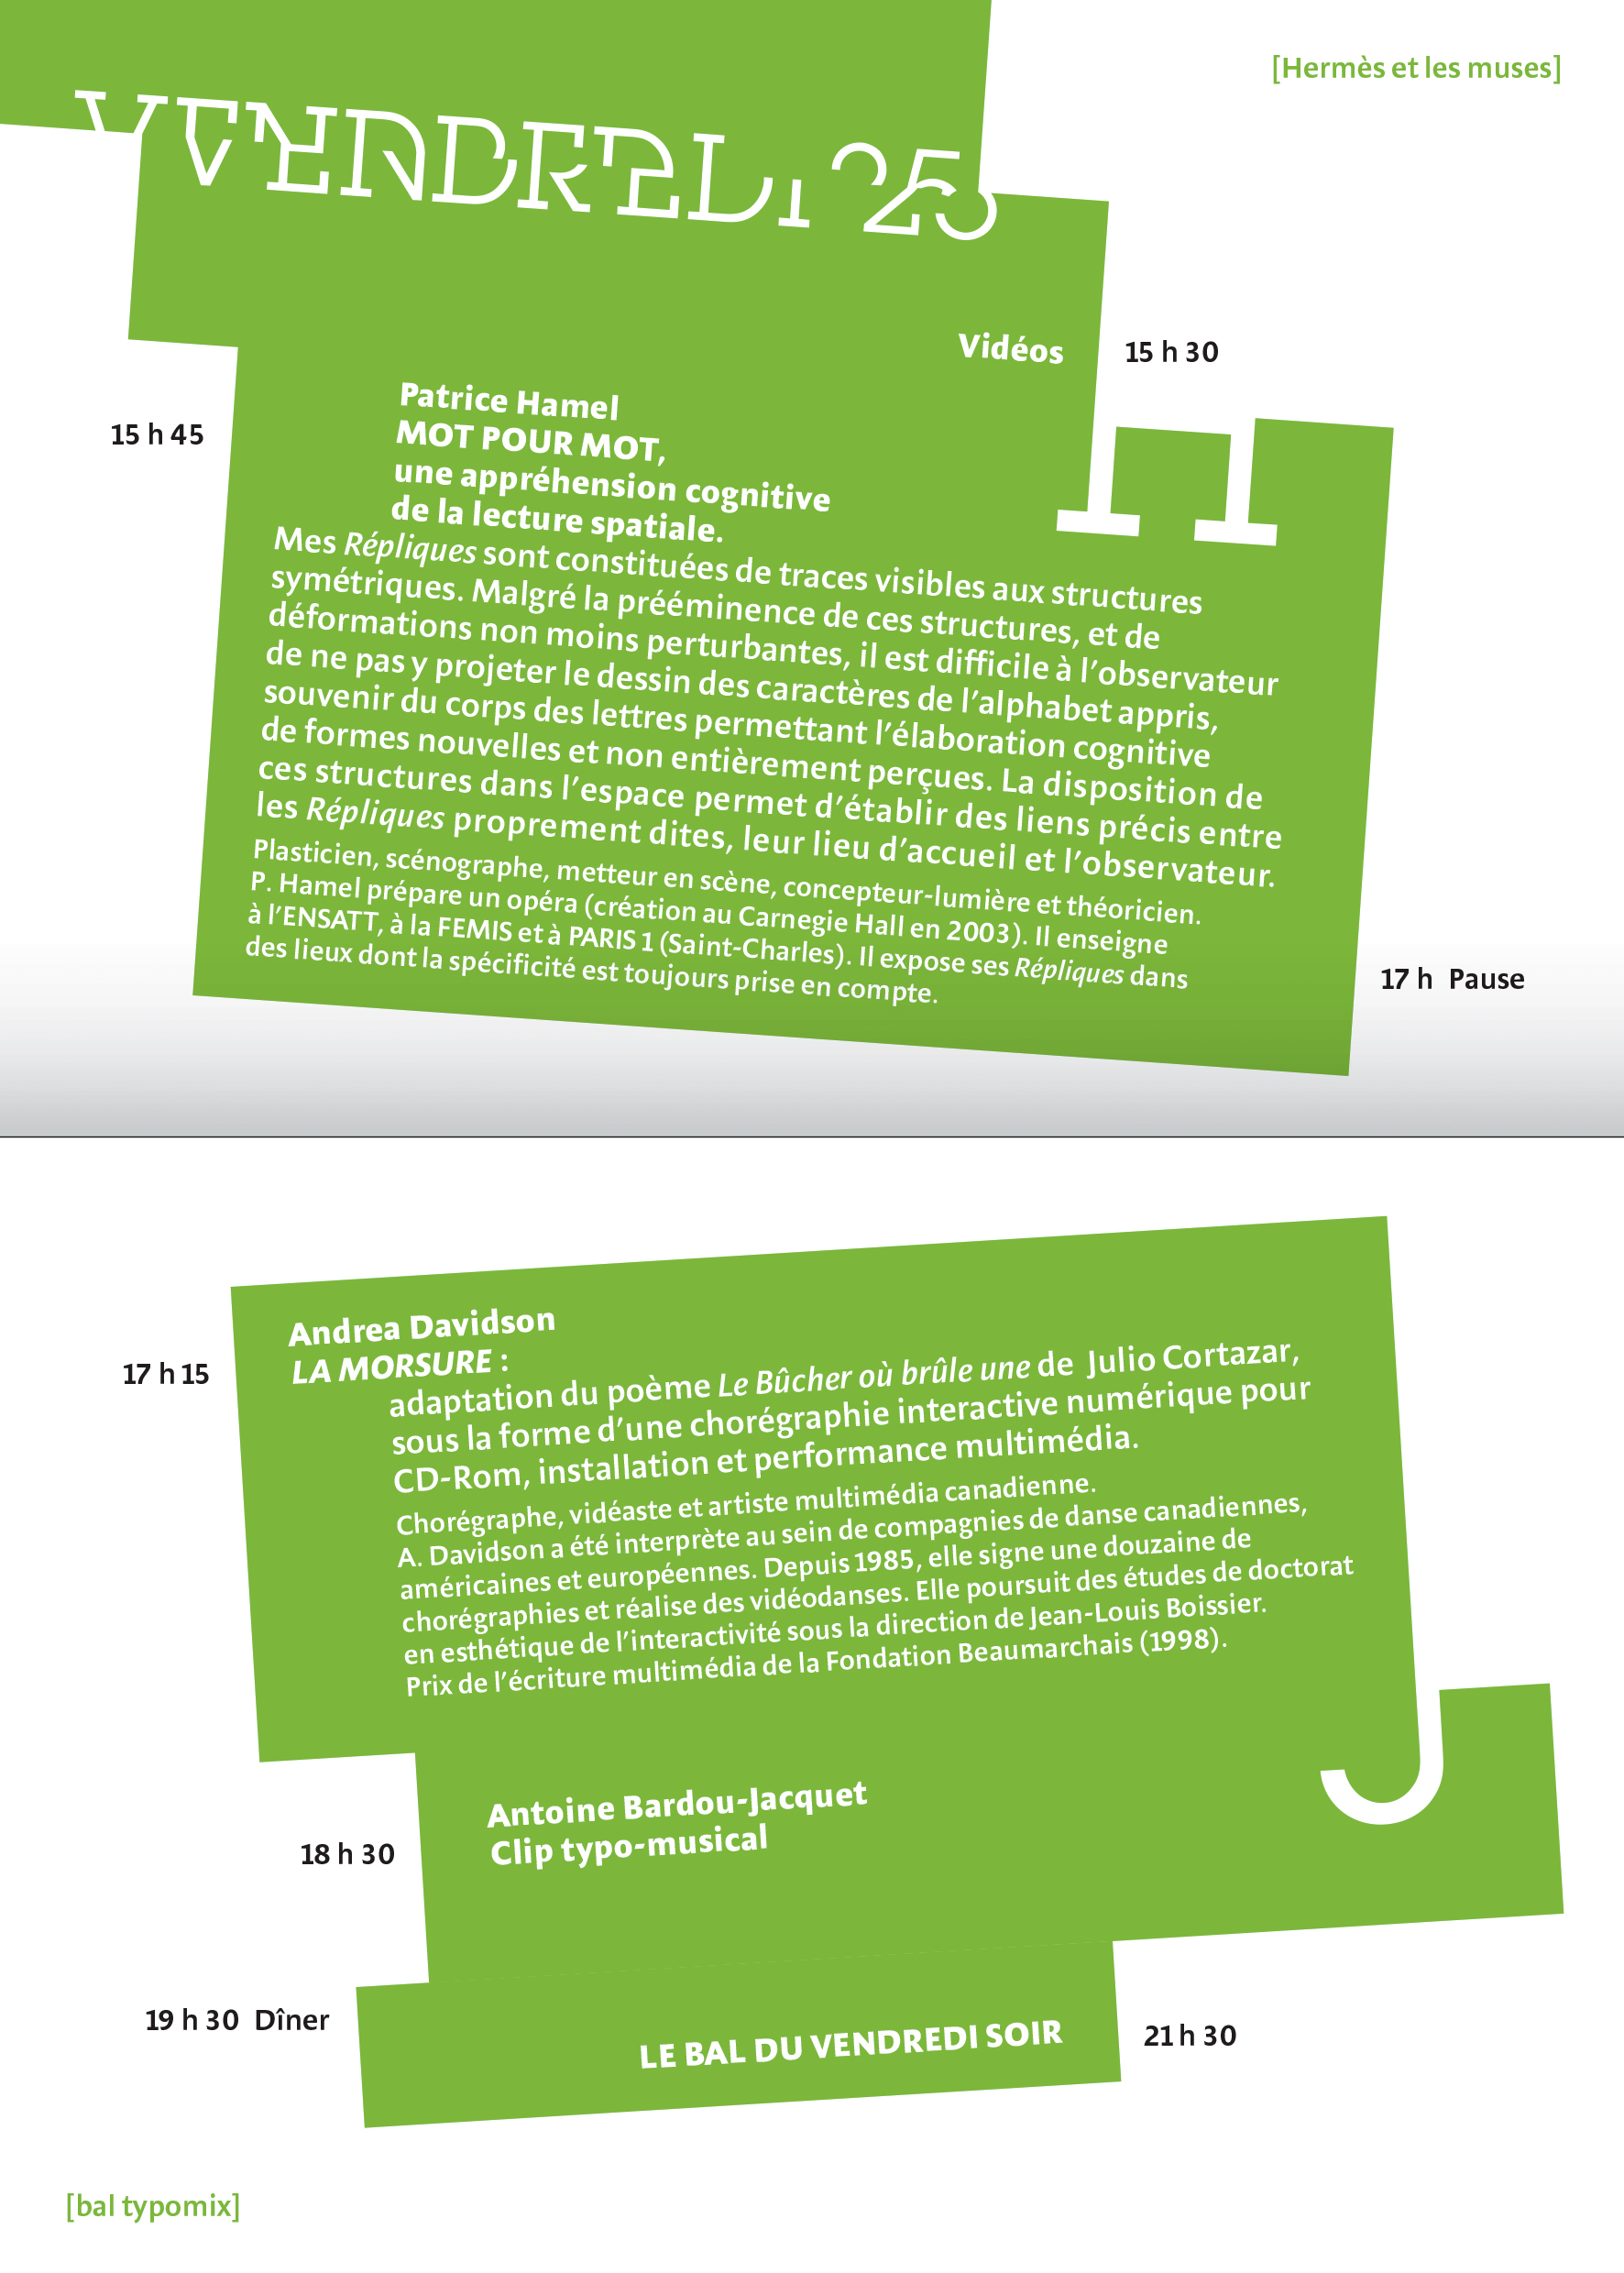 [Hermès et les muses]
VENDREDI 25
Vidéos
15 h 30
15 h 45
Patrice Hamel
MOT POUR MOT,
une appréhension cognitive
de la lecture spatiale.
Mes Répliques sont constituées de traces visibles aux structures
symétriques. Malgré la prééminence de ces structures, et de
déformations non moins perturbantes, il est difficile à l’observateur
de ne pas y projeter le dessin des caractères de l’alphabet appris,
souvenir du corps des lettres permettant l’élaboration cognitive
de formes nouvelles et non entièrement perçues. La disposition de
ces structures dans l’espace permet d’établir des liens précis entre
les Répliques proprement dites, leur lieu d’accueil et l’observateur.
Plasticien, scénographe, metteur en scène, concepteur-lumière et théoricien.
P. Hamel prépare un opéra (création au Carnegie Hall en 2003). Il enseigne
à l’ENSATT, à la FEMIS et à PARIS 1 (Saint-Charles). Il expose ses Répliques dans
des lieux dont la spécificité est toujours prise en compte.
17 h Pause
17 h 15
Andrea Davidson
LA MORSURE :
adaptation du poème Le Bûcher où brûle une de Julio Cortazar,
sous la forme d’une chorégraphie interactive numérique pour
CD-Rom, installation et performance multimédia.
Chorégraphe, vidéaste et artiste multimédia canadienne.
A. Davidson a été interprète au sein de compagnies de danse canadiennes,
américaines et européennes. Depuis 1985, elle signe une douzaine de
chorégraphies et réalise des vidéodanses. Elle poursuit des études de doctorat
en esthétique de l’interactivité sous la direction de Jean-Louis Boissier.
Prix de l’écriture multimédia de la Fondation Beaumarchais (1998).
18 h 30
Antoine Bardou-Jacquet
Clip typo-musical
19 h 30 Dîner
LE BAL DU VENDREDI SOIR
21 h 30
[bal typomix]